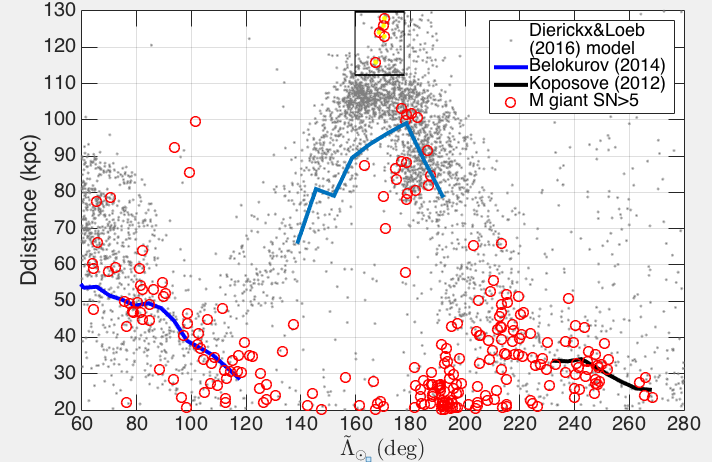 130
120
110
100
90
80
70
60
50
40
30
20
Ddistance (kpc)
Dierickx&Loeb
(2016) model
Belokurov (2014)
Koposove (2012)
M giant SN>5
60 80 100 120 140 160 180 200 220 240 260 280
Λ̃☉ (deg)